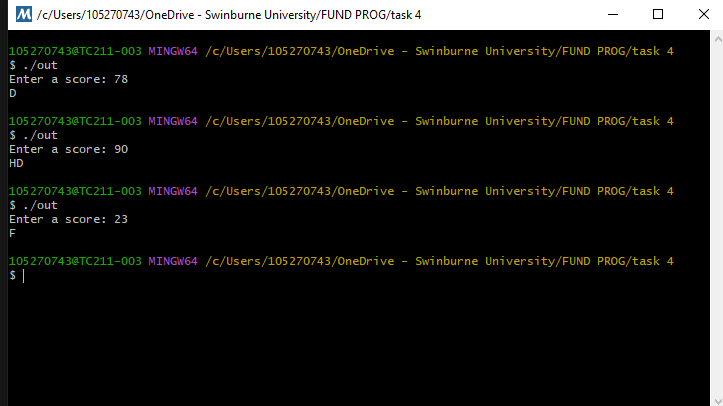 /c/Users/105270743/OneDrive - Swinburne University/FUND PROG/task 4
105270743@TC211-003 MINGW64 /c/Users/105270743/OneDrive - Swinburne University/FUND PROG/task 4
$ ./out
Enter a score: 78
D
105270743@TC211-003 MINGW64 /c/Users/105270743/OneDrive - Swinburne University/FUND PROG/task 4
$ ./out
Enter a score: 90
HD
105270743@TC211-003 MINGW64 /c/Users/105270743/OneDrive - Swinburne University/FUND PROG/task 4
$ ./out
Enter a score: 23
F
105270743@TC211-003 MINGW64 /c/Users/105270743/OneDrive - Swinburne University/FUND PROG/task 4
$